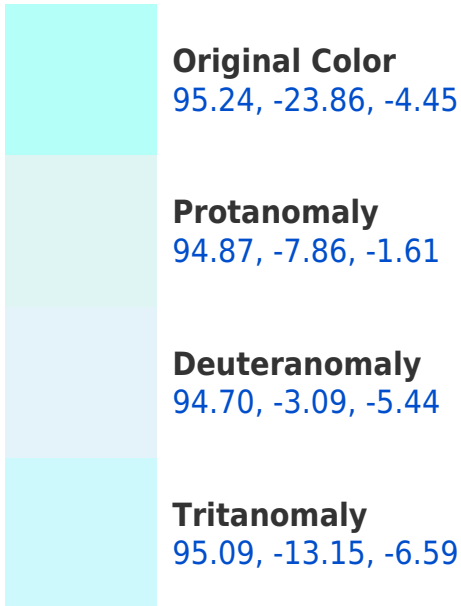 Original Color
95.24, -23.86, -4.45
Protanomaly
94.87, -7.86, -1.61
Deuteranomaly
94.70, -3.09, -5.44
Tritanomaly
95.09, -13.15, -6.59